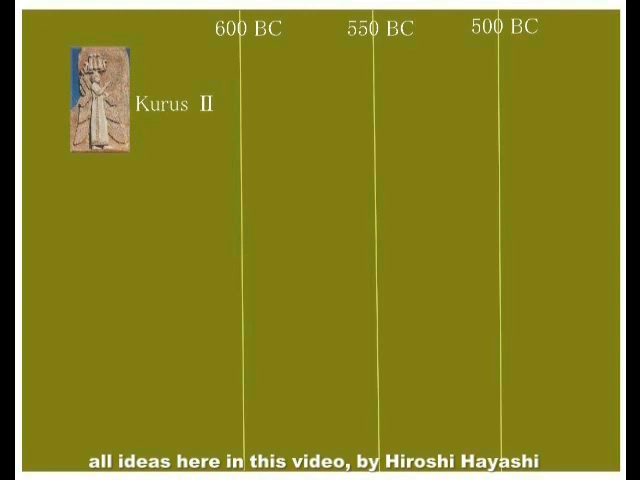 600 BC 550 BC 500 BC
Kurus Ⅱ
all ideas here in this video, by Hiroshi Hayashi